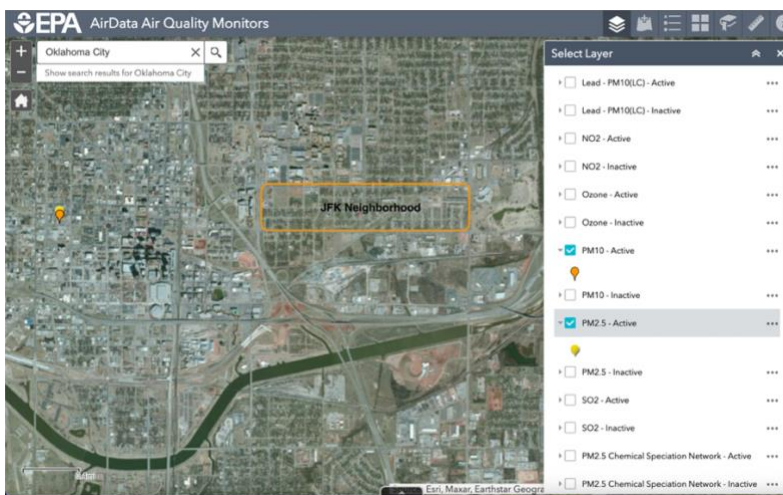 EPA AirData Air Quality Monitors
+
Oklahoma City
Show search results for Oklahoma City
−
JFK Neighborhood
Select Layer
Lead - PM10(LC) - Active
Lead - PM10(LC) - Inactive
NO2 - Active
NO2 - Inactive
Ozone - Active
Ozone - Inactive
PM10 - Active
PM10 - Inactive
PM2.5 - Active
PM2.5 - Inactive
SO2 - Active
SO2 - Inactive
PM2.5 Chemical Speciation Network - Active
PM2.5 Chemical Speciation Network - Inactive
Esri, Maxar, Earthstar Geogra